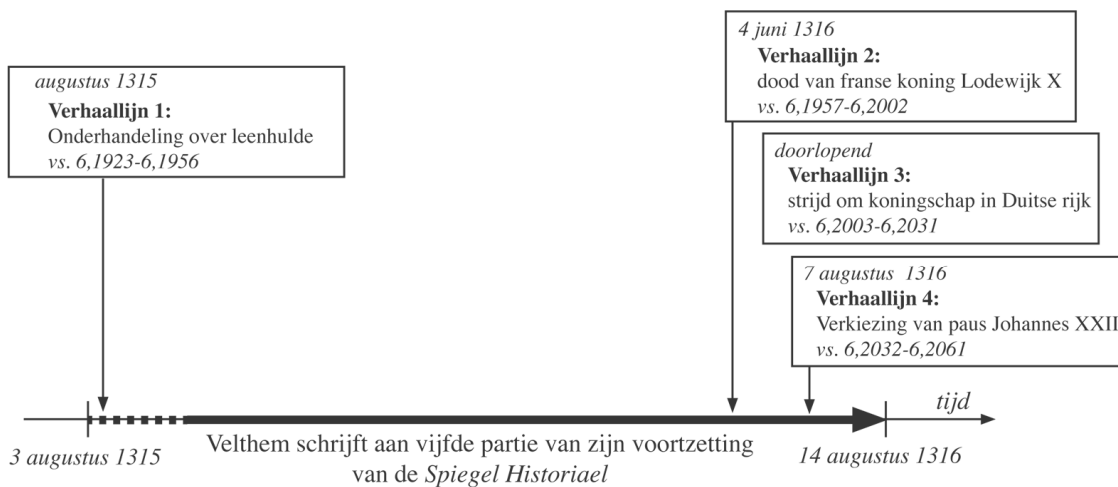 augustus 1315
Verhaallijn 1:
Onderhandeling over leenhulde
vs. 6,1923-6,1956
4 juni 1316
Verhaallijn 2:
dood van franse koning Lodewijk X
vs. 6,1957-6,2002
doorlopend
Verhaallijn 3:
strijd om koningschap in Duitse rijk
vs. 6,2003-6,2031
7 augustus 1316
Verhaallijn 4:
Verkiezing van paus Johannes XXII
vs. 6,2032-6,2061
tijd
3 augustus 1315
Velthem schrijft aan vijfde partie van zijn voortzetting
van de Spiegel Historiael
14 augustus 1316